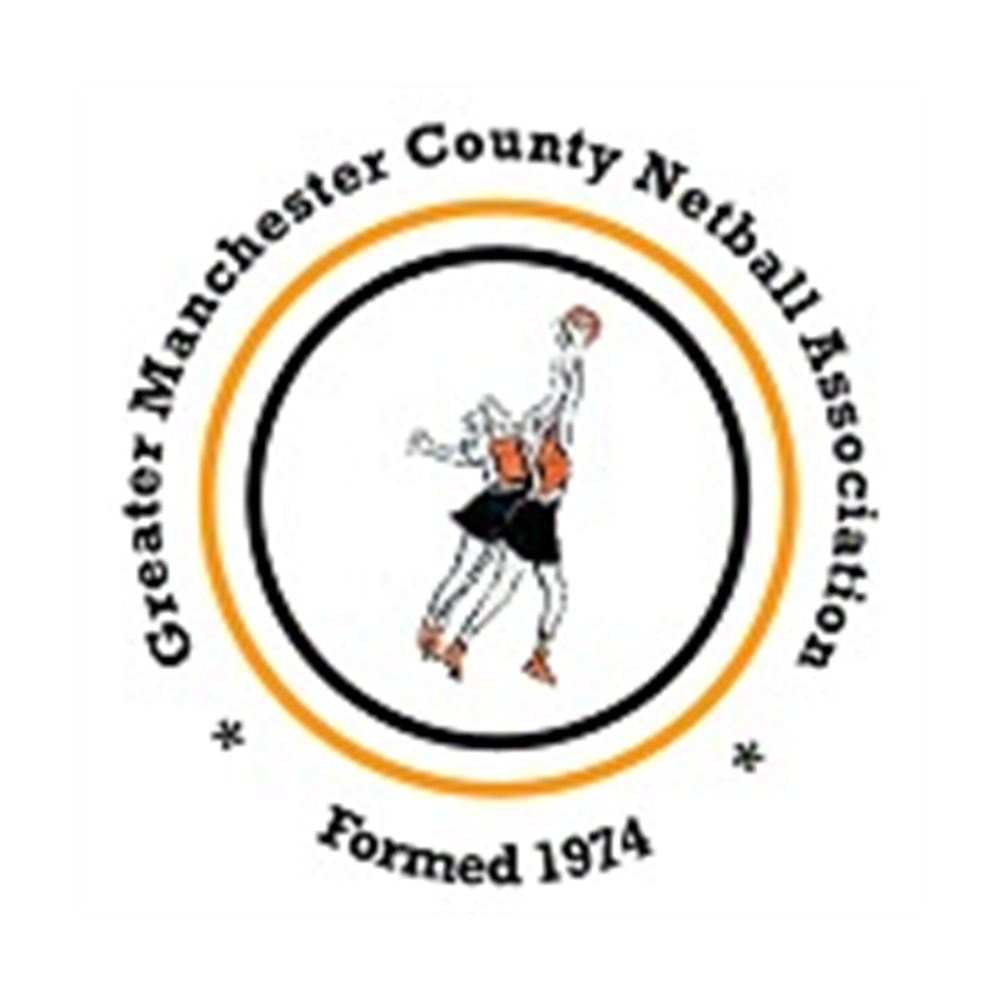 Greater Manchester County Netball Association
* Formed 1974 *